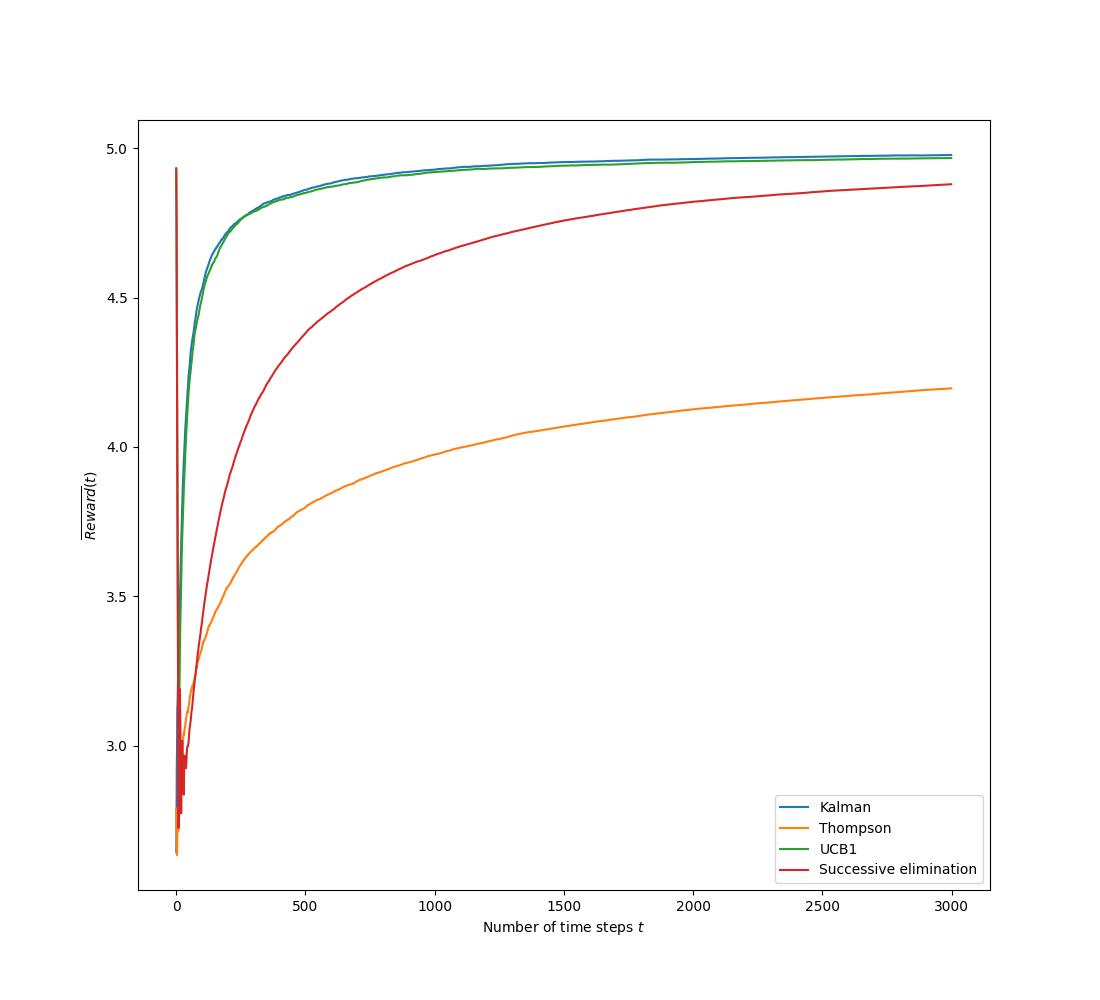 5.0
4.5
4.0
3.5
3.0
Reward(t)
0 500 1000 1500 2000 2500 3000
Number of time steps t
Kalman
Thompson
UCB1
Successive elimination